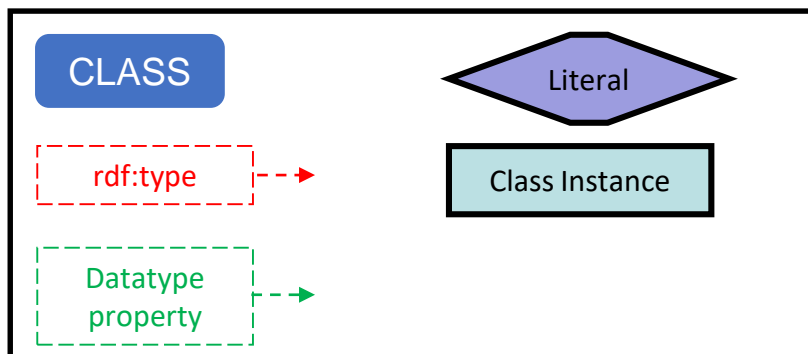 CLASS
Literal
rdf:type
Class Instance
Datatype
property